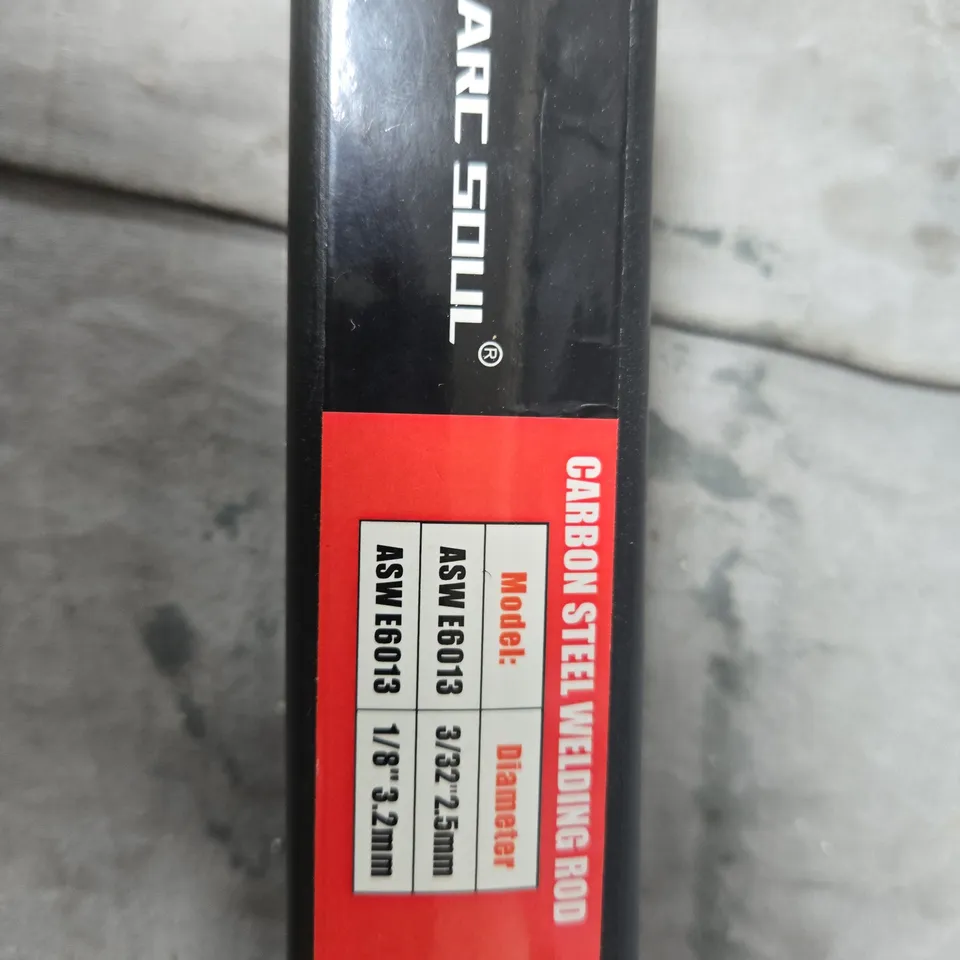 ARC SOUL®
CARBON STEEL WELDING ROD
Model: Diameter
ASW E6013 3/32"2.5mm
ASW E6013 1/8"3.2mm